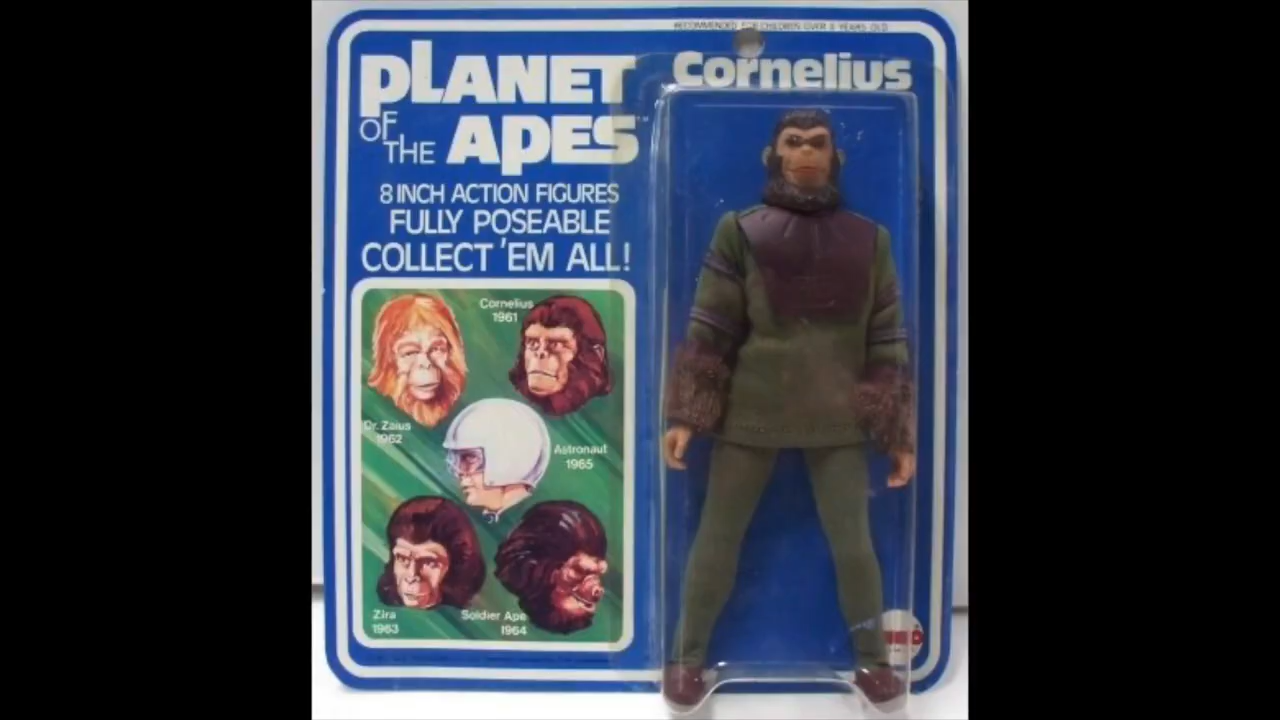 RECOMMENDED FOR CHILDREN OVER 5 YEARS OLD
PLANET
OF THE APES
8 INCH ACTION FIGURES
FULLY POSEABLE
COLLECT 'EM ALL!
Cornelius
Cornelius
1961
Dr. Zaius
1962
Astronaut
1965
Zira
1963
Soldier Ape
1964